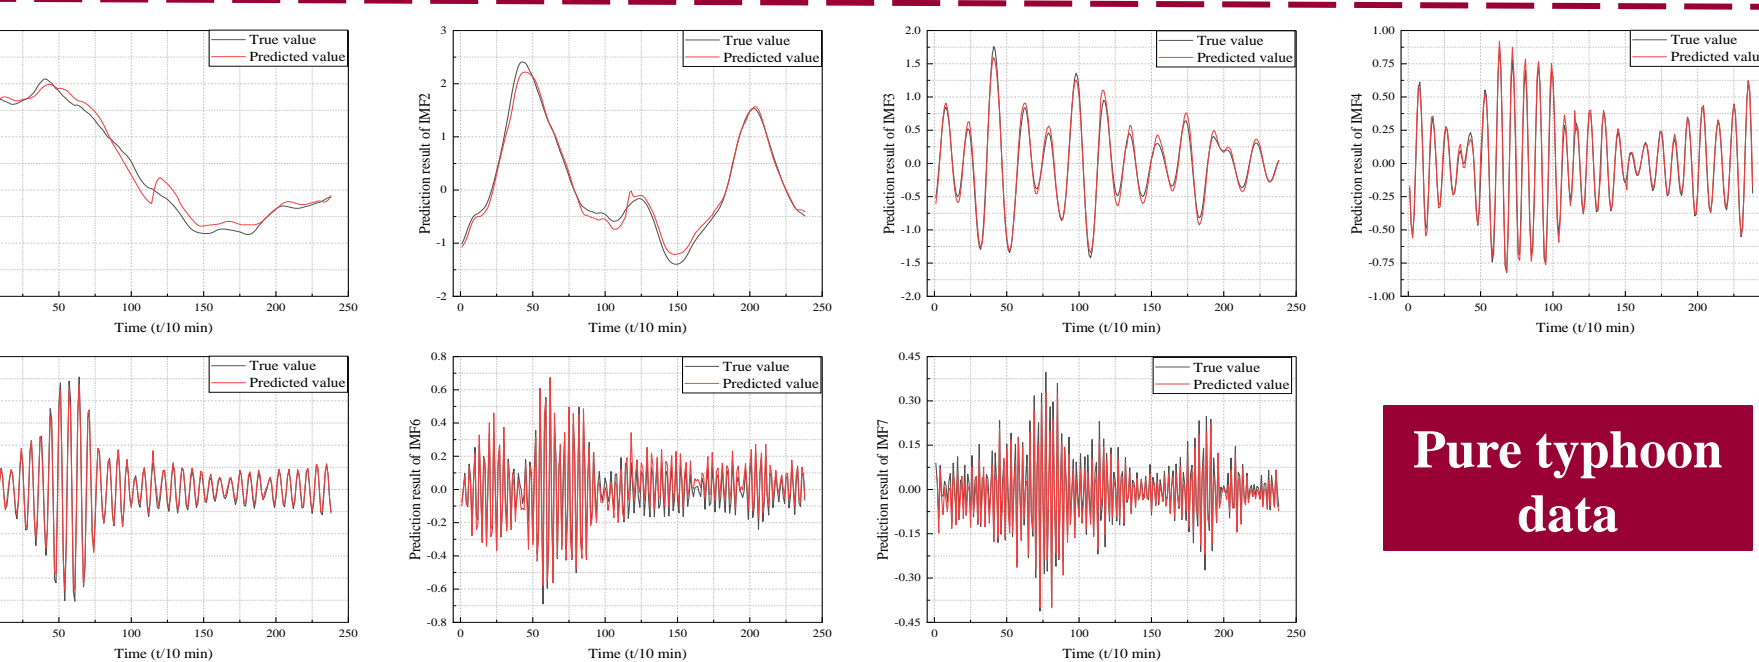 True value
Predicted value
50
100
150
200
250
Time (t/10 min)
Prediction result of IMF2
3
2
1
0
-1
-2
True value
Predicted value
0
50
100
150
200
250
Time (t/10 min)
Prediction result of IMF3
2.0
1.5
1.0
0.5
0.0
-0.5
-1.0
-1.5
-2.0
True value
Predicted value
0
50
100
150
200
250
Time (t/10 min)
Prediction result of IMF4
1.00
0.75
0.50
0.25
0.00
-0.25
-0.50
-0.75
-1.00
True value
Predicted valu
0
50
100
150
200
Time (t/10 min)
True value
Predicted value
50
100
150
200
250
Time (t/10 min)
Prediction result of IMF6
0.8
0.6
0.4
0.2
0.0
-0.2
-0.4
-0.6
-0.8
True value
Predicted value
0
50
100
150
200
250
Time (t/10 min)
Prediction result of IMF7
0.45
0.30
0.15
0.00
-0.15
-0.30
-0.45
True value
Predicted value
0
50
100
150
200
250
Time (t/10 min)
Pure typhoon
data